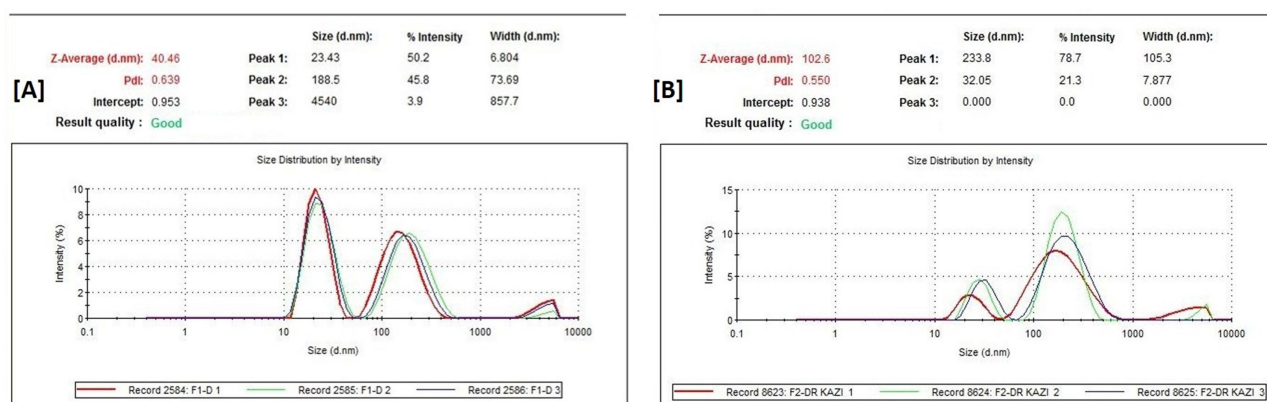 [A]
Size (d.nm): % Intensity Width (d.nm):
Z-Average (d.nm): 40.46 Peak 1: 23.43 50.2 6.804
PdI: 0.639 Peak 2: 188.5 45.8 73.69
Intercept: 0.953 Peak 3: 4540 3.9 857.7
Result quality : Good
Size Distribution by Intensity
Intensity (%)
10
8
6
4
2
0
0.1 1 10 100 1000 10000
Size (d.nm)
Record 2584: F1-D 1 Record 2585: F1-D 2 Record 2586: F1-D 3
[B]
Size (d.nm): % Intensity Width (d.nm):
Z-Average (d.nm): 102.6 Peak 1: 233.8 78.7 105.3
PdI: 0.550 Peak 2: 32.05 21.3 7.877
Intercept: 0.938 Peak 3: 0.000 0.0 0.000
Result quality : Good
Size Distribution by Intensity
Intensity (%)
15
10
5
0
0.1 1 10 100 1000 10000
Size (d.nm)
Record 8623: F2-DR KAZI 1 Record 8624: F2-DR KAZI 2 Record 8625: F2-DR KAZI 3